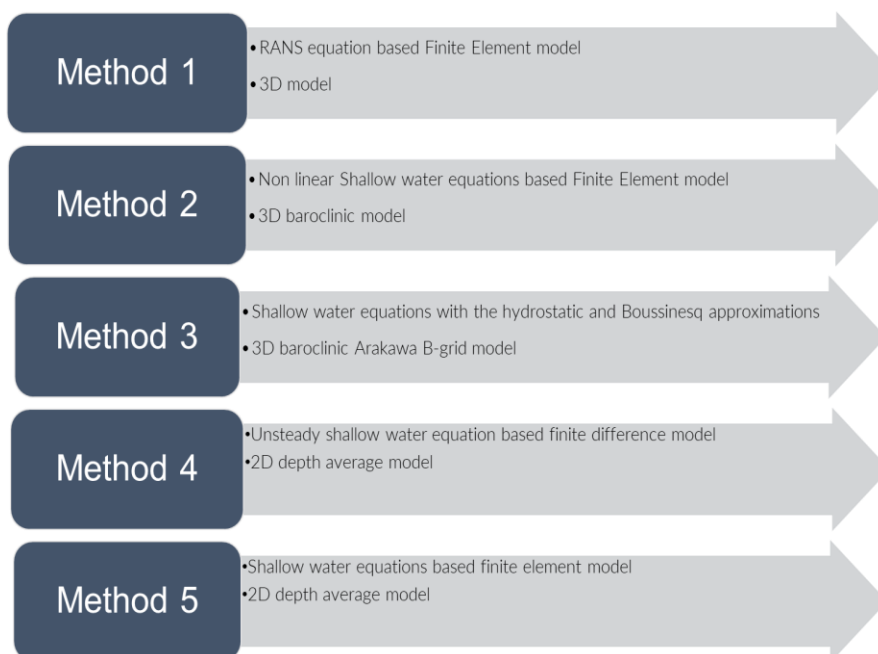 Method 1
• RANS equation based Finite Element model
• 3D model
Method 2
• Non linear Shallow water equations based Finite Element model
• 3D baroclinic model
Method 3
• Shallow water equations with the hydrostatic and Boussinesq approximations
• 3D baroclinic Arakawa B-grid model
Method 4
•Unsteady shallow water equation based finite difference model
•2D depth average model
Method 5
•Shallow water equations based finite element model
•2D depth average model